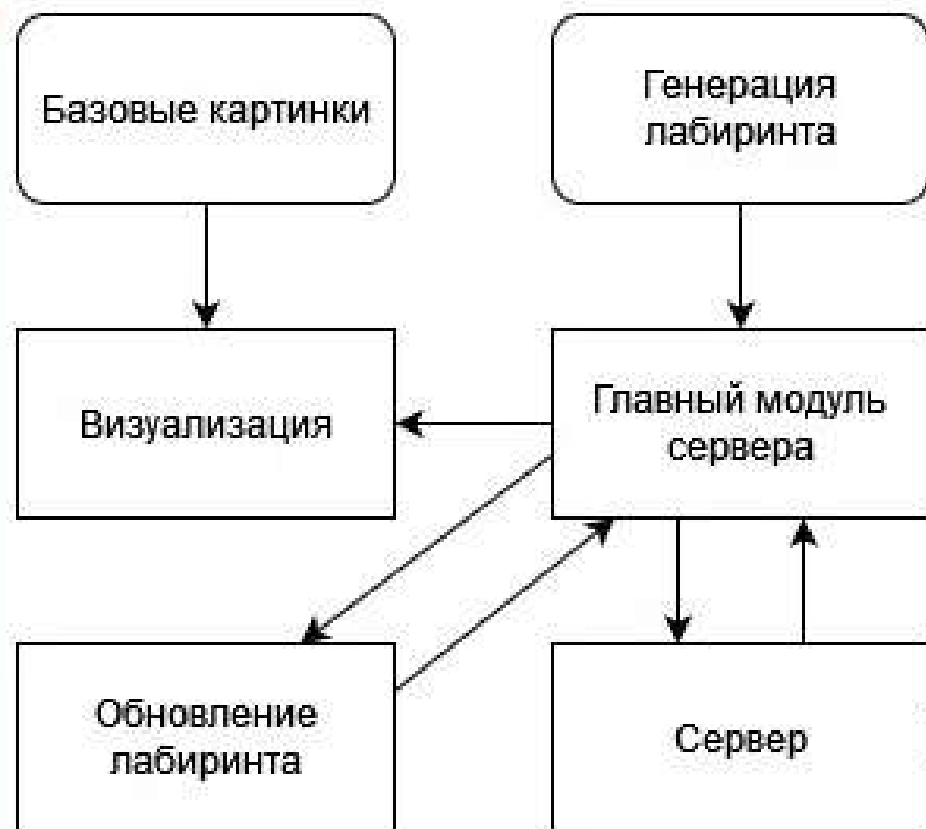 Базовые картинки
Генерация
лабиринта
Визуализация
Главный модуль
сервера
Обновление
лабиринта
Сервер